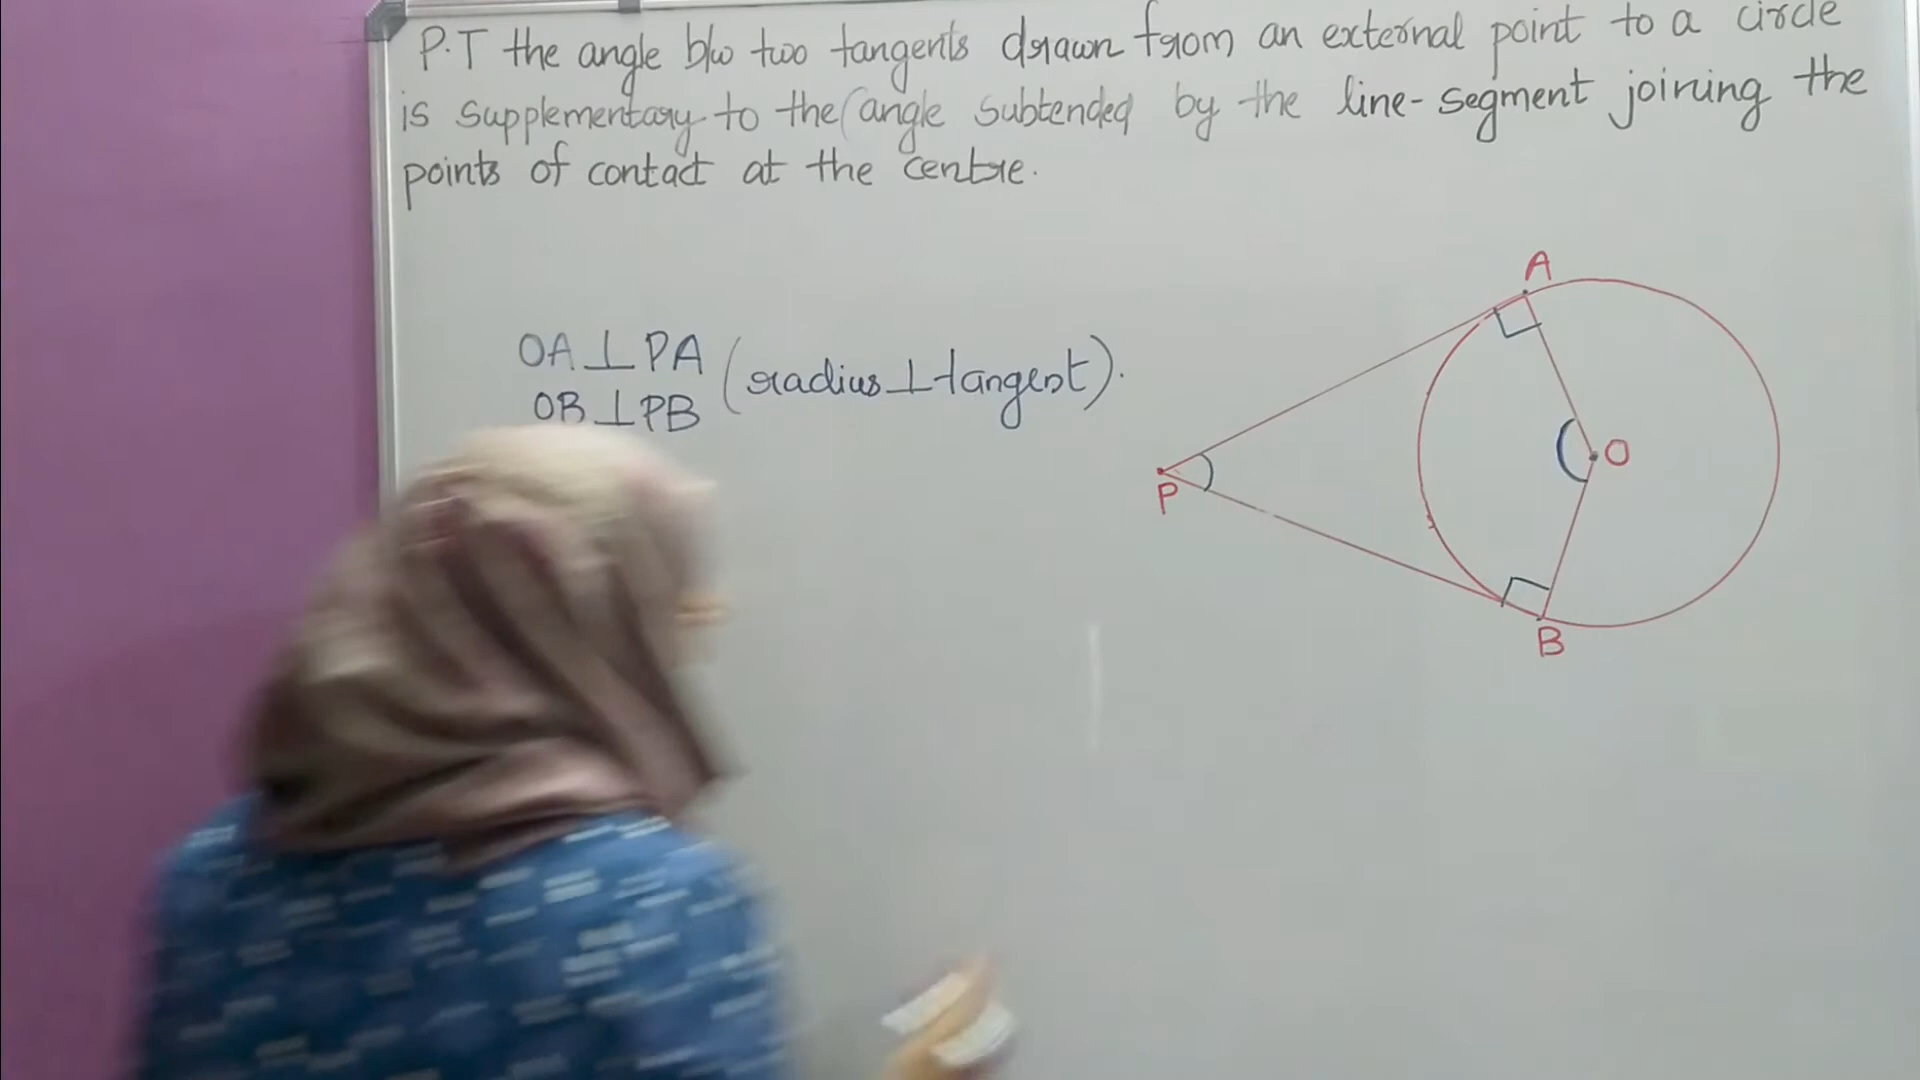 P.T the angle b/w two tangents drawn from an external point to a circle
is supplementary to the (angle subtended by the line-segment joining the
points of contact at the centre.
OA⊥PA
(radius⊥tangent).
OB⊥PB
A
O
P
B